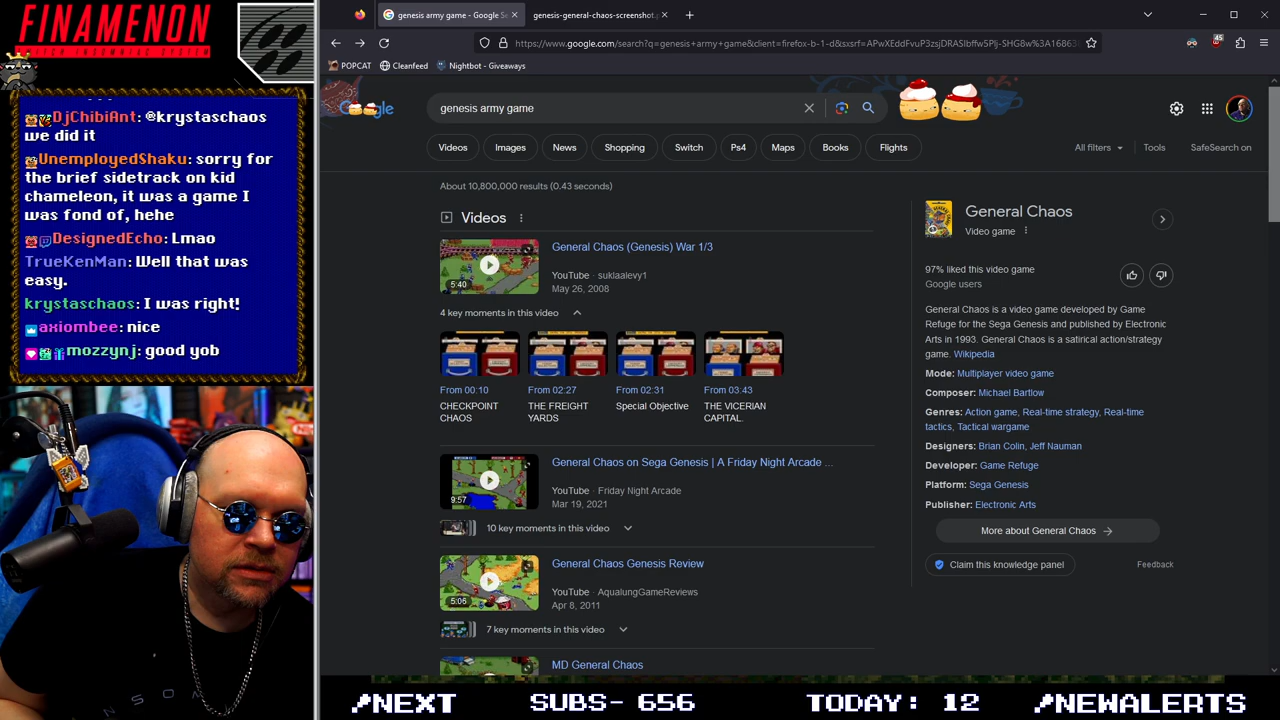 FINAMENON
DjChibiAnt: @krystaschaos
we did it
UnemployedShaku: sorry for
the brief sidetrack on kid
chameleon, it was a game I
was fond of, hehe
DesignedEcho: Lmao
TrueKenMan: Well that was
easy.
krystaschaos: I was right!
axiombee: nice
mozzynj: good yob
genesis army game - Google S
45
POPCAT
Cleanfeed
Nightbot - Giveaway
Google
genesis army game
Videos
Images
News
Shopping
Switch
Ps4
Maps
Books
Flights
All filters
Tools
SafeSearch on
About 10,800,000 results (0.43 seconds)
Videos
5:40
General Chaos (Genesis) War 1/3
YouTube · suklaalevy1
May 26, 2008
4 key moments in this video
From 00:10
CHECKPOINT
CHAOS
From 02:27
THE FREIGHT
YARDS
From 02:31
Special Objective
From 03:43
THE VICERIAN
CAPITAL
9:57
General Chaos on Sega Genesis | A Friday Night Arcade ...
YouTube · Friday Night Arcade
Mar 19, 2021
10 key moments in this video
5:06
General Chaos Genesis Review
YouTube · AqualungGameReviews
Apr 8, 2011
7 key moments in this video
MD General Chaos
General Chaos
Video game
97% liked this video game
Google users
General Chaos is a video game developed by Game
Refuge for the Sega Genesis and published by Electronic
Arts in 1993. General Chaos is a satirical action/strategy
game. Wikipedia
Mode: Multiplayer video game
Composer: Michael Bartlow
Genres: Action game, Real-time strategy, Real-time
tactics, Tactical wargame
Designers: Brian Colin, Jeff Nauman
Developer: Game Refuge
Platform: Sega Genesis
Publisher: Electronic Arts
More about General Chaos
Claim this knowledge panel
Feedback
/NEXT SUBS- 656 TODAY: 12 /NEWALERTS